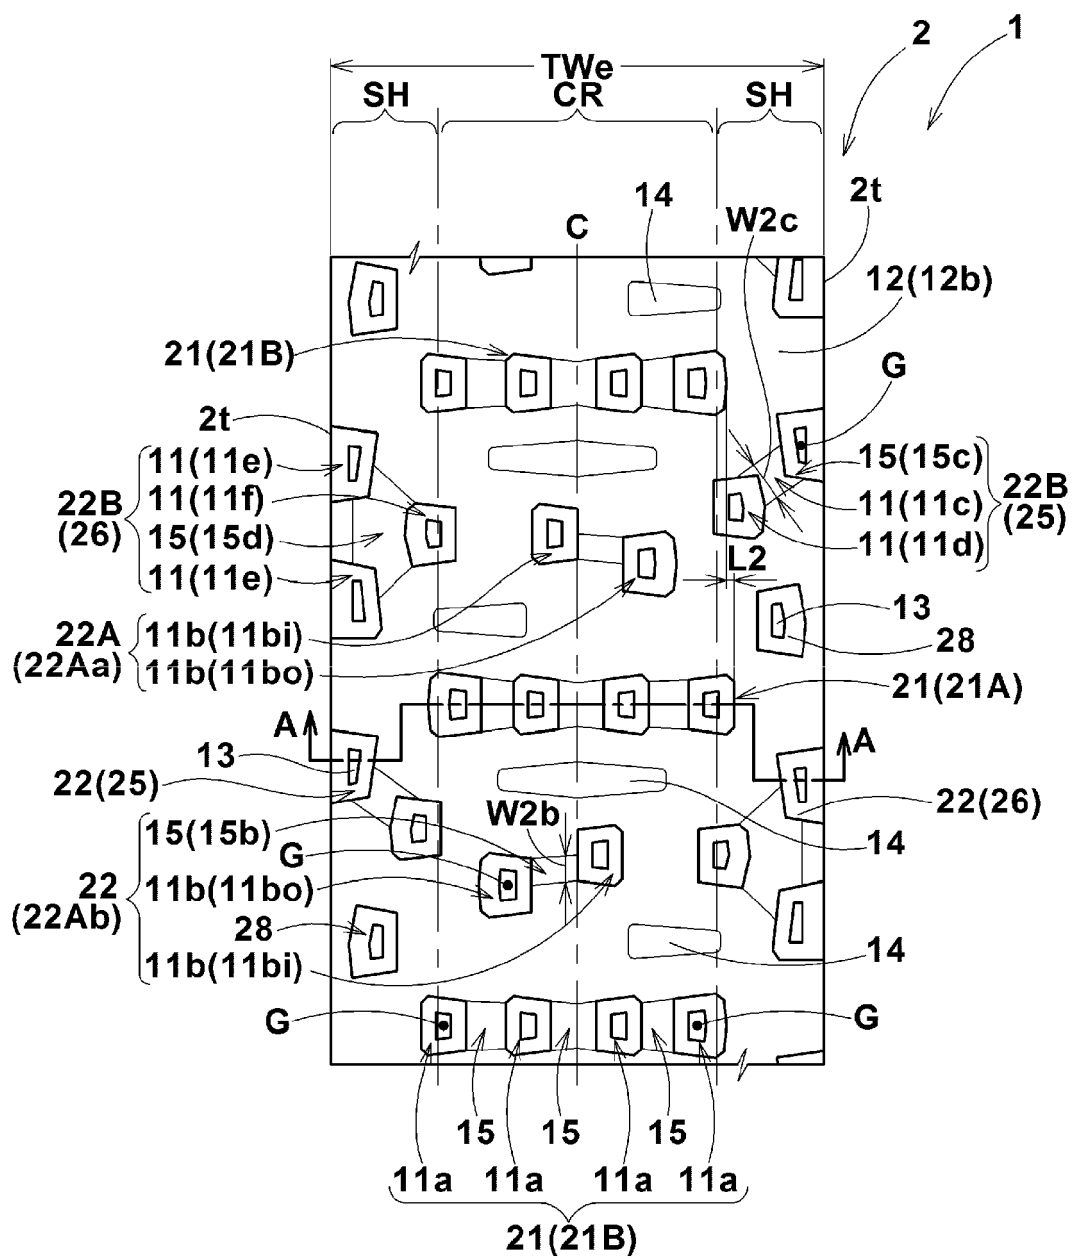 2
1
TWe
SH
CR
SH
14
W2c
2t
C
12(12b)
21(21B)
G
2t
11(11e)
15(15c)
22B
(26)
11(11f)
11(11c)
22B
(25)
15(15d)
11(11d)
11(11e)
L2
13
28
22A
(22Aa)
11b(11bi)
11b(11bo)
21(21A)
A
A
13
22(25)
22(26)
W2b
15(15b)
14
G
22
(22Ab)
11b(11bo)
28
14
11b(11bi)
G
G
15
15
15
11a
11a
11a
11a
21(21B)